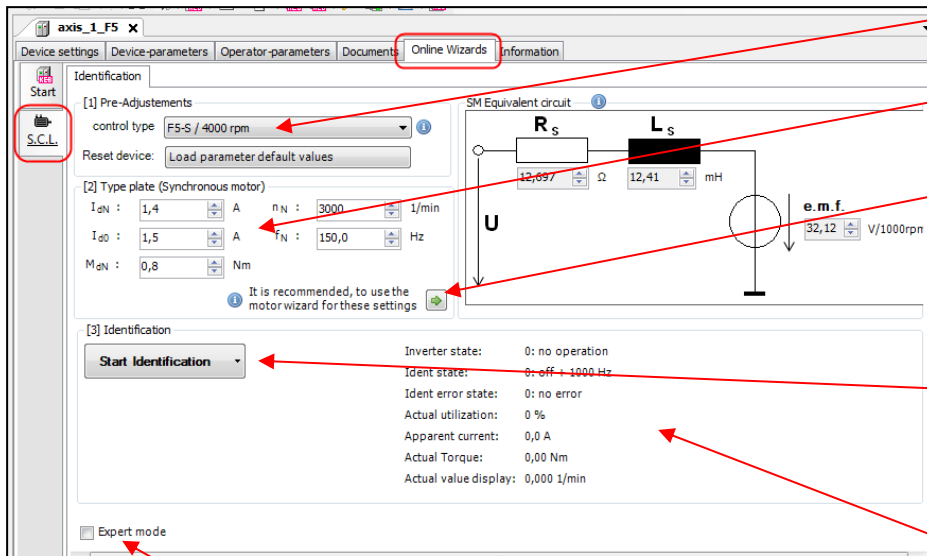 axis_1_F5 X
Device settings Device-parameters Operator-parameters Documents Online Wizards Information
KEB
Start
S.C.L.
Identification
[1] Pre-Adjustements
control type F5-S / 4000 rpm
Reset device: Load parameter default values
[2] Type plate (Synchronous motor)
IdN : 1,4 A nN : 3000 1/min
Id0 : 1,5 A fN : 150,0 Hz
MdN : 0,8 Nm
It is recommended, to use the
motor wizard for these settings
SM Equivalent circuit
RS LS
12,697 Ω 12,41 mH
U
e.m.f.
32,12 V/1000rpm
[3] Identification
Start Identification
Inverter state: 0: no operation
Ident state: 0: off + 1000 Hz
Ident error state: 0: no error
Actual utilization: 0 %
Apparent current: 0,0 A
Actual Torque: 0,00 Nm
Actual value display: 0,000 1/min
Expert mode